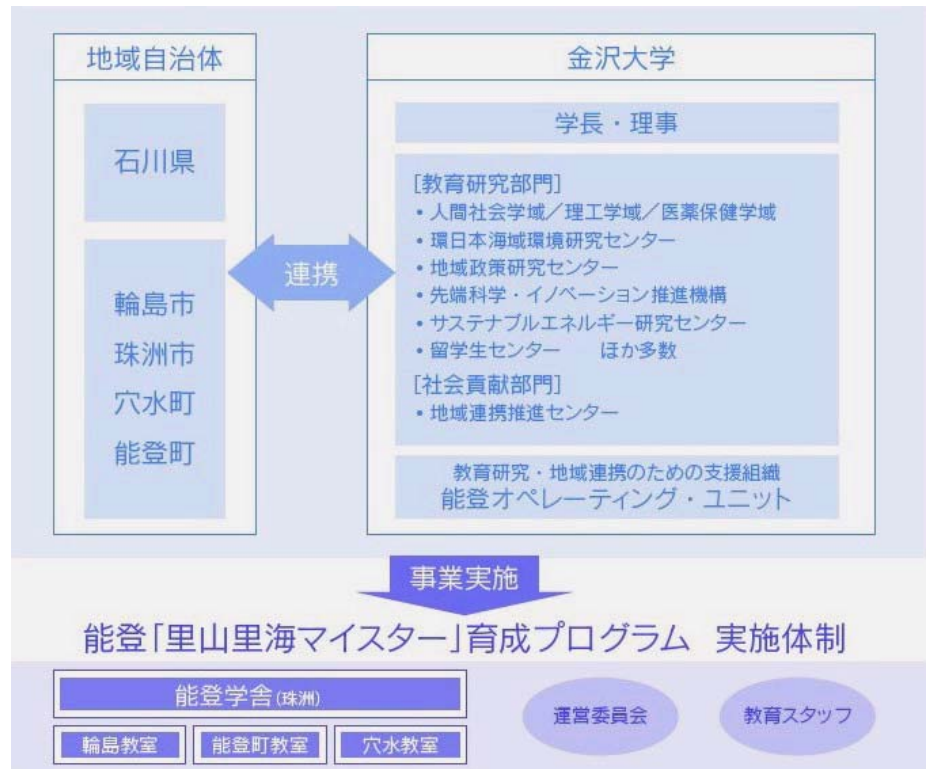 地域自治体
石川県
輪島市
珠洲市
穴水町
能登町
連携
金沢大学
学長・理事
[教育研究部門]
・人間社会学域／理工学域／医薬保健学域
・環日本海域環境研究センター
・地域政策研究センター
・先端科学・イノベーション推進機構
・サステナブルエネルギー研究センター
・留学生センター　　ほか多数
[社会貢献部門]
・地域連携推進センター
教育研究・地域連携のための支援組織
能登オペレーティング・ユニット
事業実施
能登「里山里海マイスター」育成プログラム　実施体制
能登学舎(珠洲)
輪島教室
能登町教室
穴水教室
運営委員会
教育スタッフ